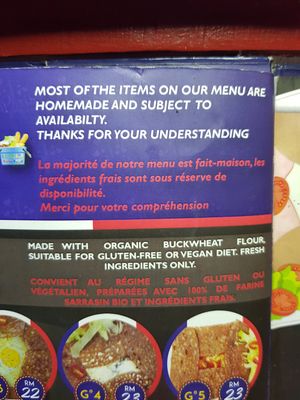 MOST OF THE ITEMS ON OUR MENU ARE
HOMEMADE AND SUBJECT TO
AVAILABILTY.
THANKS FOR YOUR UNDERSTANDING
La majorité de notre menu est fait-maison, les
ingrédients frais sont sous réserve de
disponibilité.
Merci pour votre compréhension
MADE WITH ORGANIC BUCKWHEAT FLOUR,
SUITABLE FOR GLUTEN-FREE OR VEGAN DIET. FRESH
INGREDIENTS ONLY.
CONVIENT AU RÉGIME SANS GLUTEN OU
VEGETALIEN, PRÉPARÉES AVEC 100% DE FARINE
SARRASIN BIO ET INGRÉDIENTS FRAIS.
RM
22
G°4
RM
23
G°5
RM
23